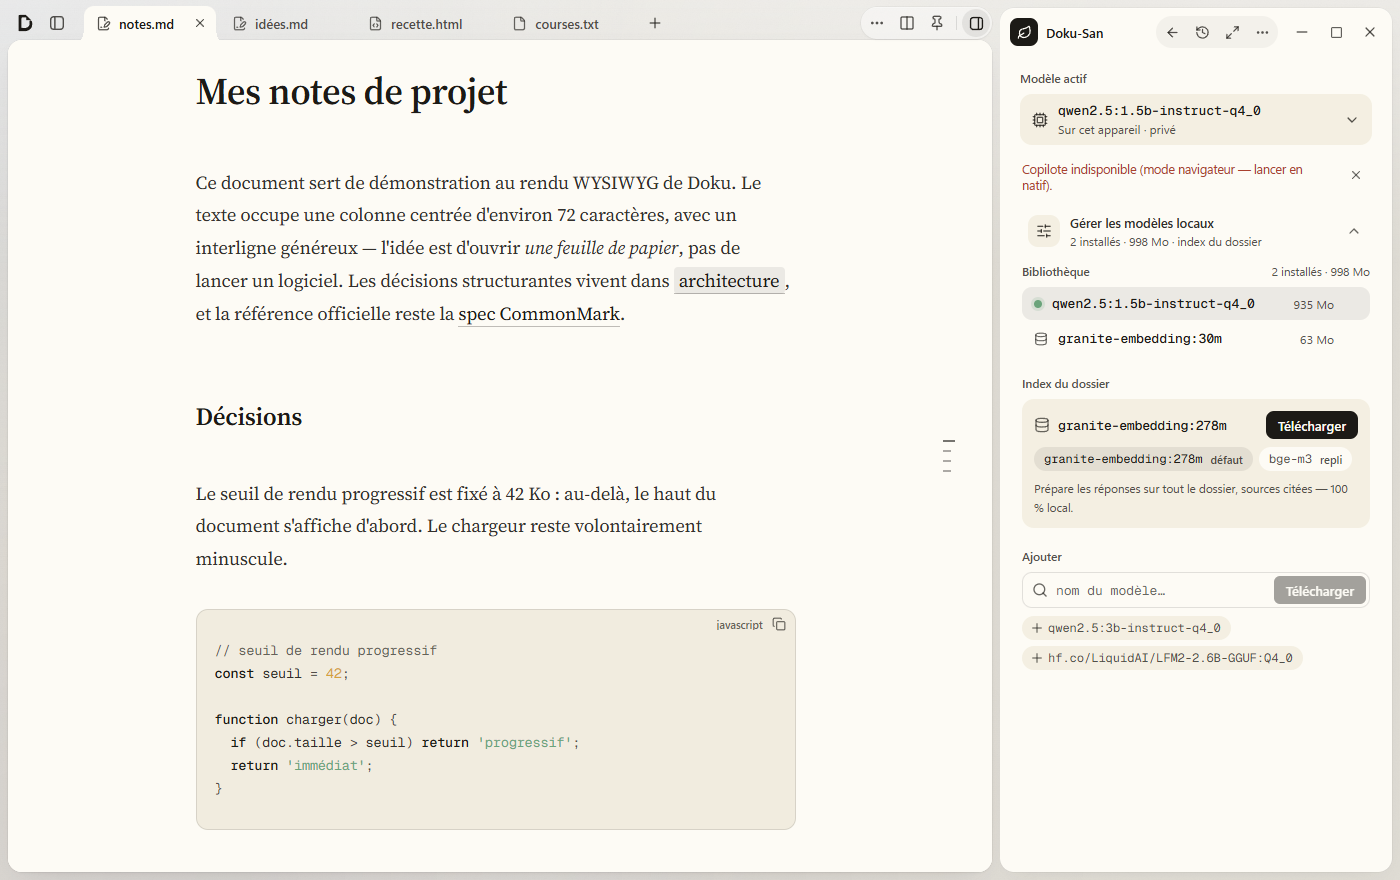 notes.md
idées.md
recette.html
courses.txt
Mes notes de projet
Ce document sert de démonstration au rendu WYSIWYG de Doku. Le
texte occupe une colonne centrée d'environ 72 caractères, avec un
interligne généreux — l'idée est d'ouvrir une feuille de papier, pas de
lancer un logiciel. Les décisions structurantes vivent dans architecture ,
et la référence officielle reste la spec CommonMark.
Décisions
Le seuil de rendu progressif est fixé à 42 Ko : au-delà, le haut du
document s'affiche d'abord. Le chargeur reste volontairement
minuscule.
javascript
// seuil de rendu progressif
const seuil = 42;
function charger(doc) {
  if (doc.taille > seuil) return 'progressif';
  return 'immédiat';
}
Doku-San
Modèle actif
qwen2.5:1.5b-instruct-q4_0
Sur cet appareil · privé
Copilote indisponible (mode navigateur — lancer en
natif).
Gérer les modèles locaux
2 installés · 998 Mo · index du dossier
Bibliothèque 2 installés · 998 Mo
qwen2.5:1.5b-instruct-q4_0 935 Mo
granite-embedding:30m 63 Mo
Index du dossier
granite-embedding:278m Télécharger
granite-embedding:278m défaut bge-m3 repli
Prépare les réponses sur tout le dossier, sources citées — 100
% local.
Ajouter
nom du modèle… Télécharger
qwen2.5:3b-instruct-q4_0
hf.co/LiquidAI/LFM2-2.6B-GGUF:Q4_0